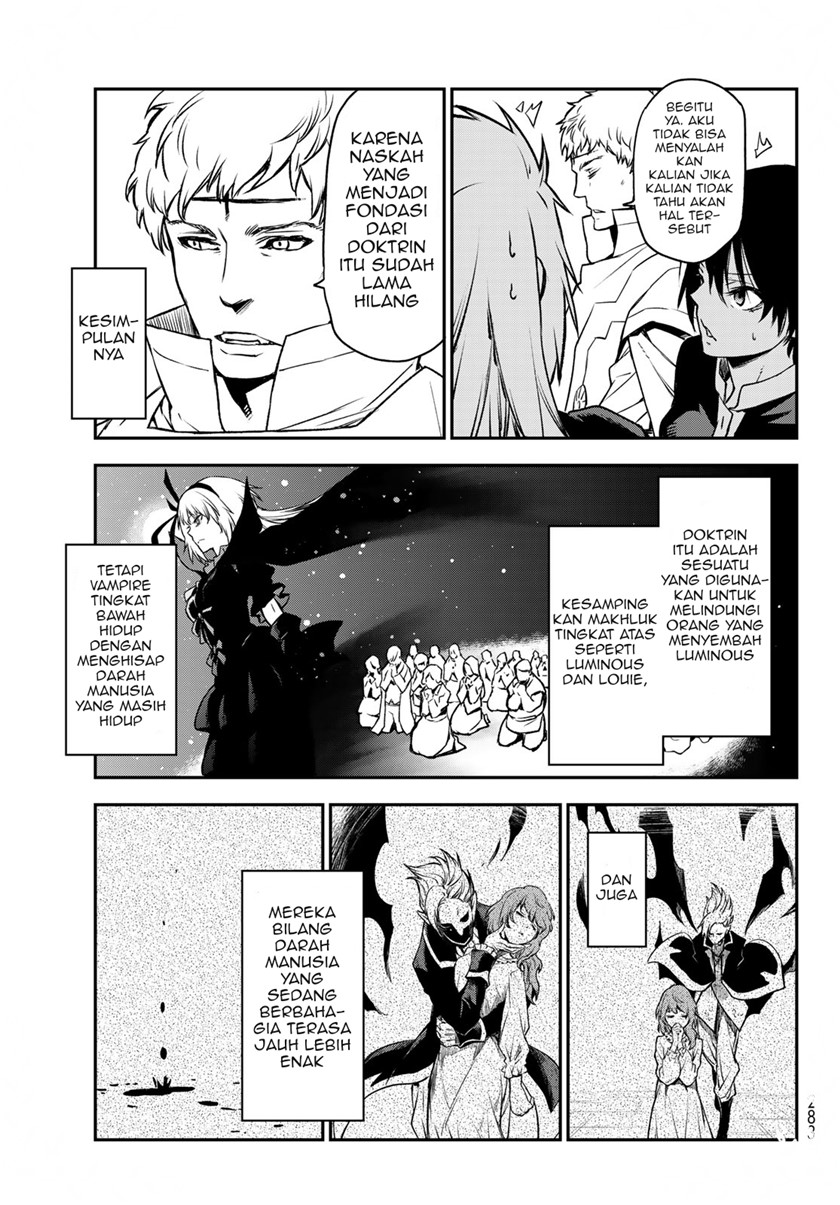 BEGITU
YA. AKU
TIDAK BISA
MENYALAH
KAN
KALIAN JIKA
KALIAN TIDAK
TAHU AKAN
HAL TER-
SEBUT
KARENA
NASKAH
YANG
MENJADI
FONDASI
DARI
DOKTRIN
ITU SUDAH
LAMA
HILANG
KESIM-
PULAN
NYA
DOKTRIN
ITU ADALAH
SESUATU
YANG DIGUNA-
KAN UNTUK
MELINDUNGI
ORANG YANG
MENYEMBAH
LUMINOUS
KESAMPING
KAN MAKHLUK
TINGKAT ATAS
SEPERTI
LUMINOUS
DAN LOUIE,
TETAPI
VAMPIRE
TINGKAT
BAWAH
HIDUP
DENGAN
MENGHISAP
DARAH
MANUSIA
YANG MASIH
HIDUP
DAN
JUGA
MEREKA
BILANG
DARAH
MANUSIA
YANG
SEDANG
BERBAHA-
GIA TERASA
JAUH LEBIH
ENAK